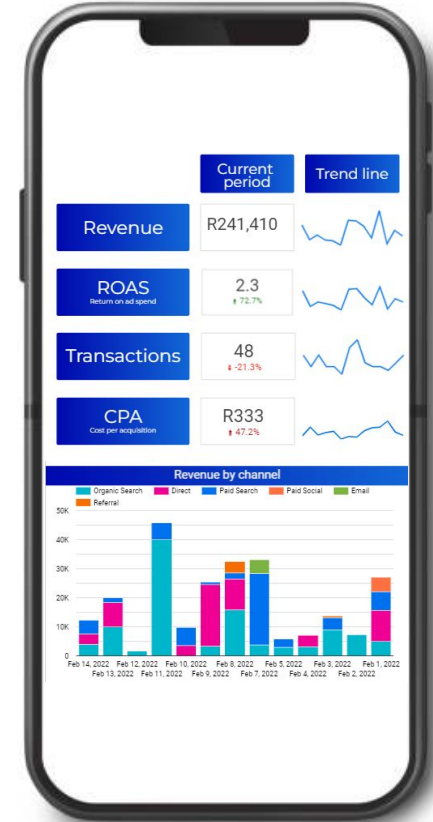 Current
period
Trend line
Revenue
R241,410
ROAS
Return on ad spend
2.3
72.7%
Transactions
48
-21.3%
CPA
Cost per acquisition
R333
47.2%
Revenue by channel
Organic Search Direct Paid Search Paid Social Email
Referral
50K
40K
30K
20K
10K
0
Feb 14, 2022 Feb 12, 2022 Feb 10, 2022 Feb 8, 2022 Feb 5, 2022 Feb 3, 2022 Feb 1, 2022
Feb 13, 2022 Feb 11, 2022 Feb 9, 2022 Feb 7, 2022 Feb 4, 2022 Feb 2, 2022